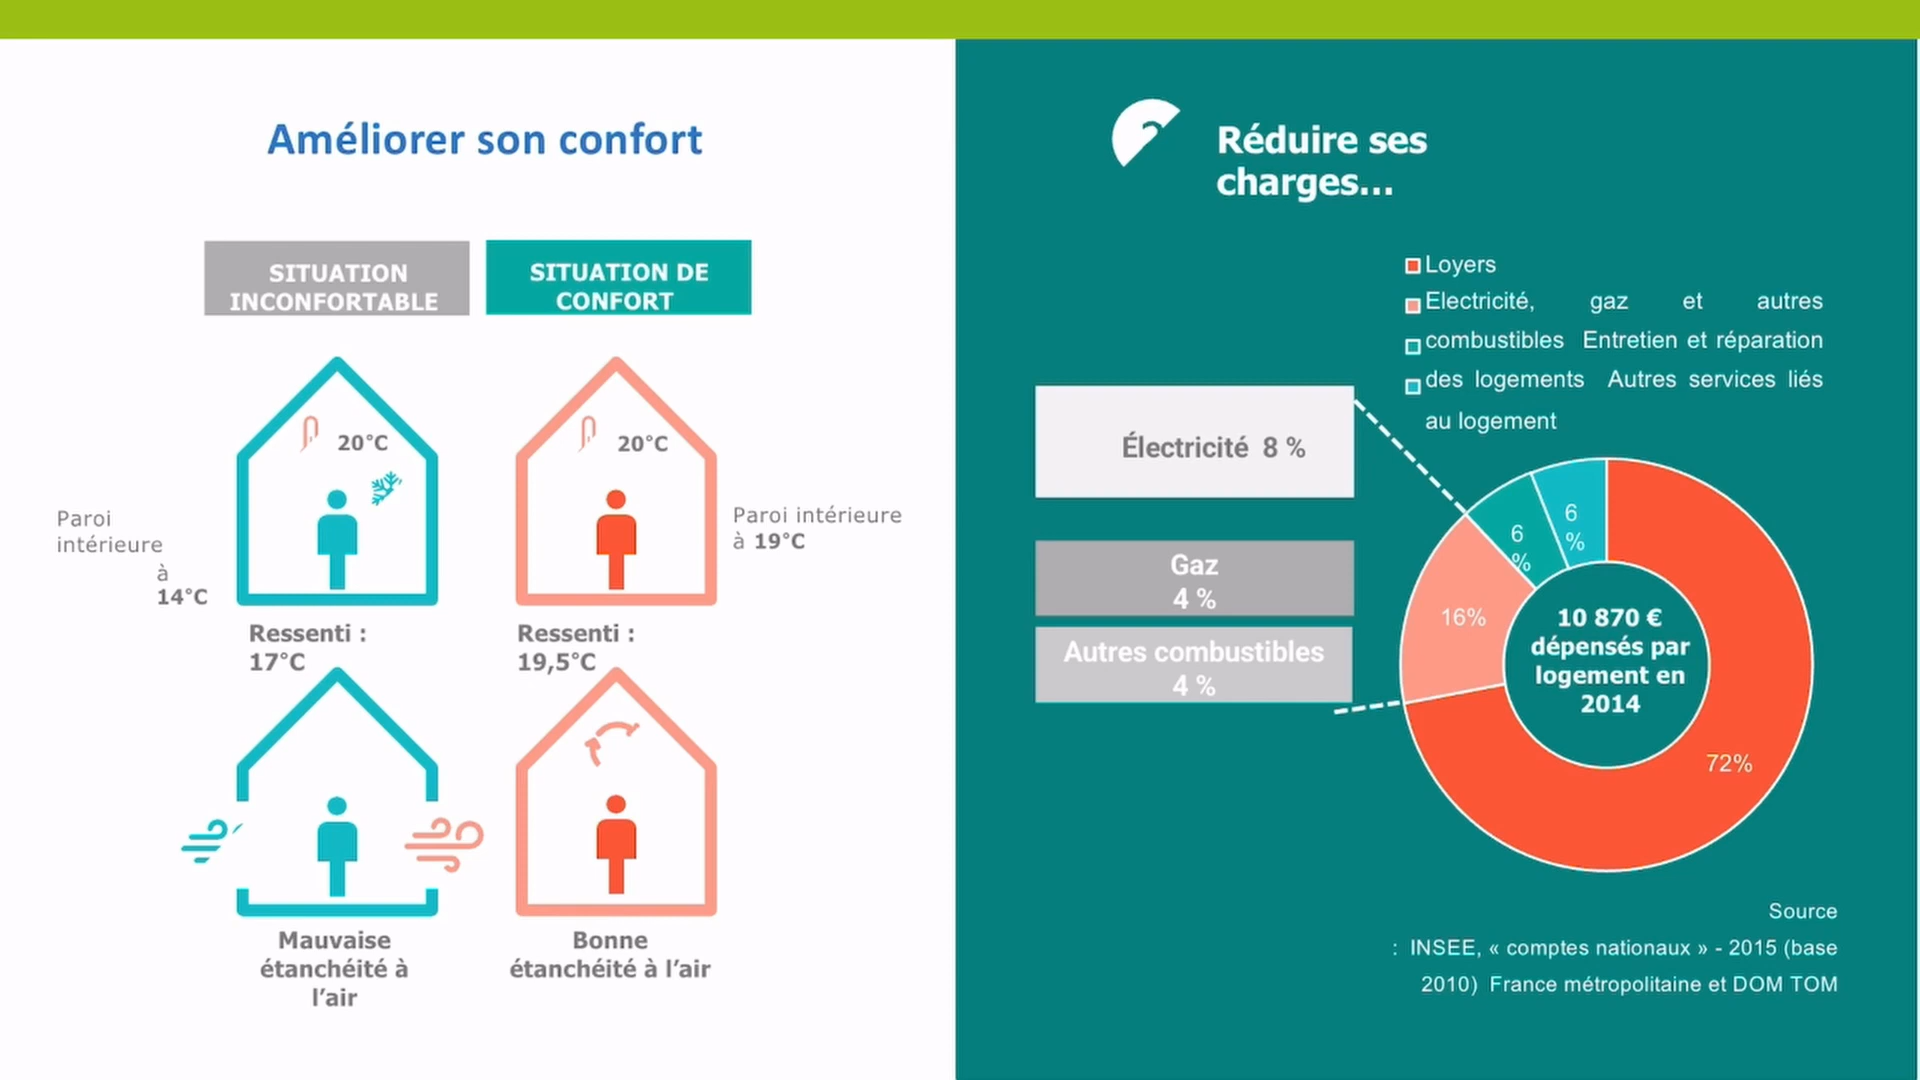 Améliorer son confort
SITUATION
INCONFORTABLE
SITUATION DE
CONFORT
20°C
20°C
Paroi
intérieure
à
14°C
Paroi intérieure
à 19°C
Ressenti :
17°C
Ressenti :
19,5°C
Mauvaise
étanchéité à
l’air
Bonne
étanchéité à l’air
Réduire ses
charges...
Loyers
Electricité, gaz et autres
combustibles Entretien et réparation
des logements Autres services liés
au logement
Électricité 8 %
Gaz
4 %
Autres combustibles
4 %
6
%
6
%
16%
72%
10 870 €
dépensés par
logement en
2014
Source
: INSEE, « comptes nationaux » - 2015 (base
2010) France métropolitaine et DOM TOM